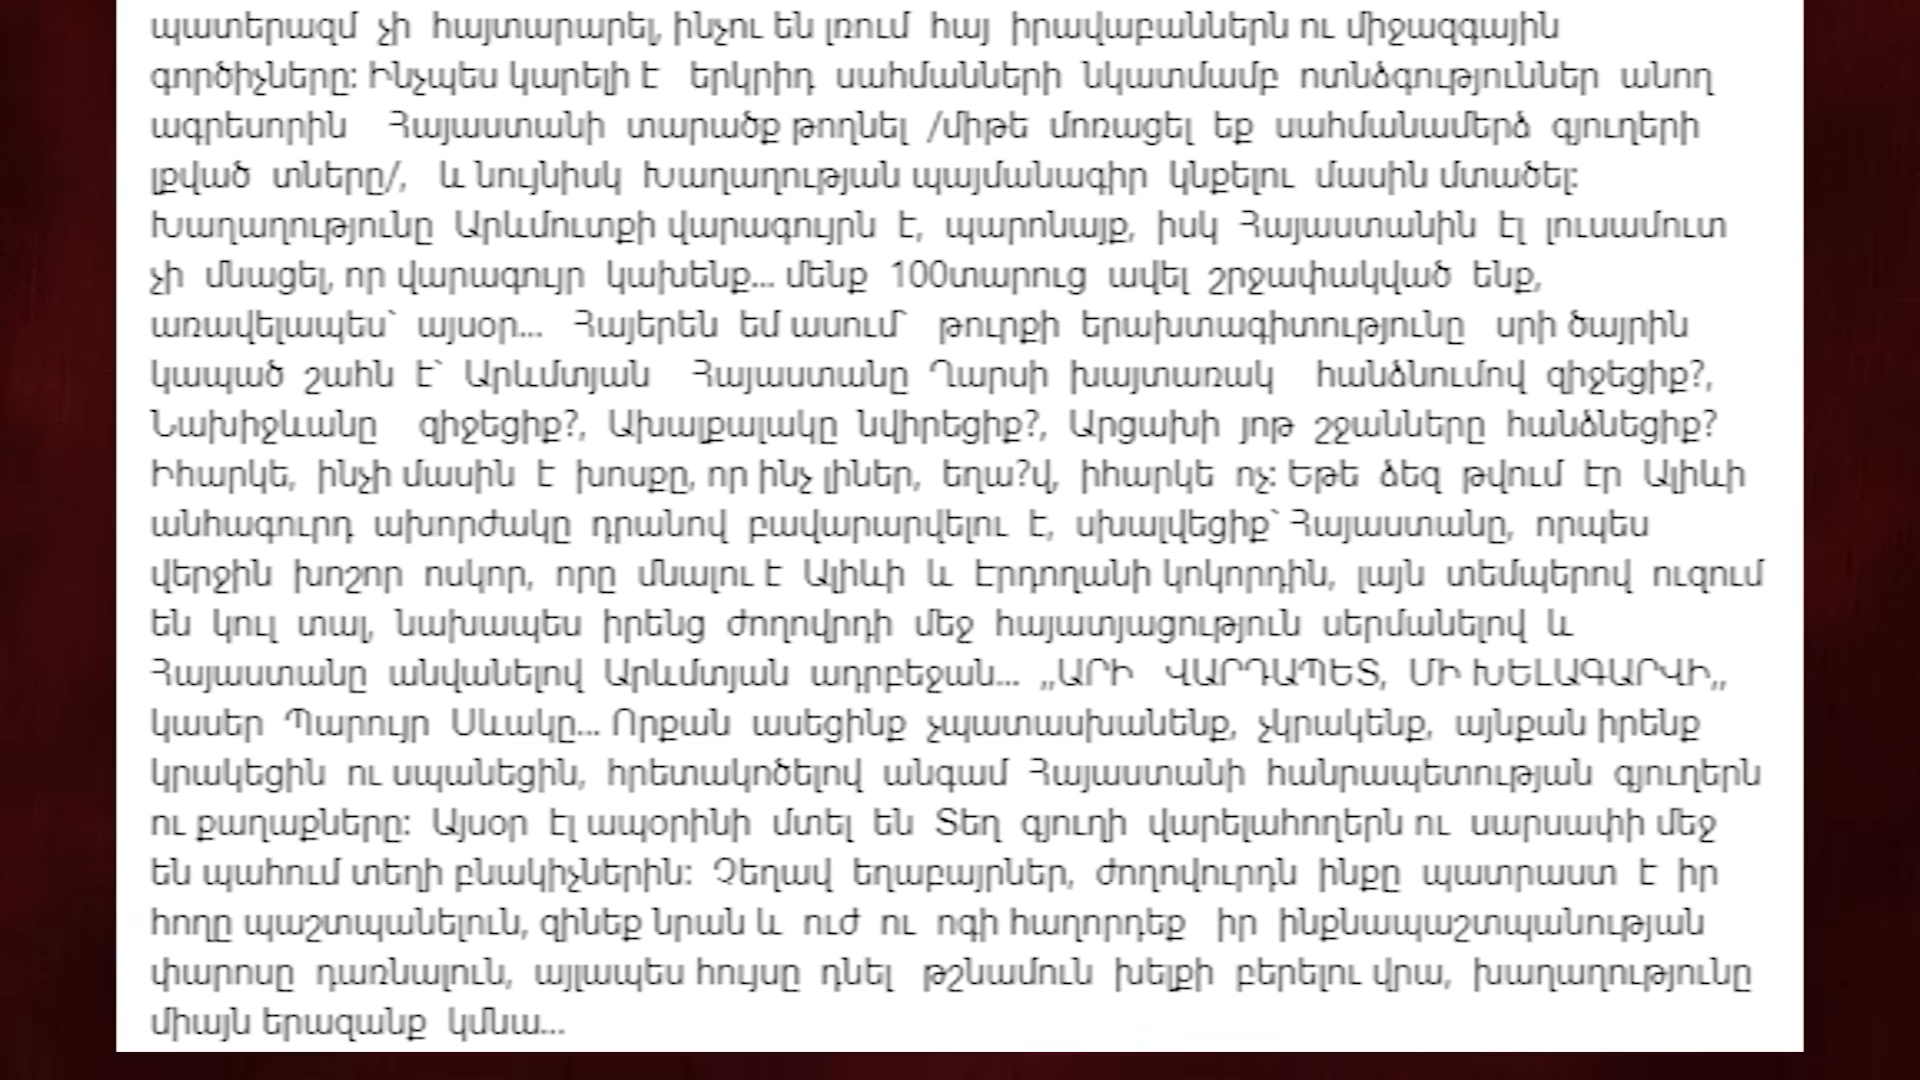 պատերազմ չի հայտարարել, ինչու են լռում հայ իրավաբաններն ու միջազգային
գործիչները: Ինչպես կարելի է երկրիդ սահմանների նկատմամբ ոտնձգություններ անող
ագրեսորին Հայաստանի տարածք թողնել /միթե մոռացել եք սահմանամերձ գյուղերի
լքված տները/, և նույնիսկ Խաղաղության պայմանագիր կնքելու մասին մտածել:
Խաղաղությունը Արևմուտքի վարագույրն է, պարոնայք, իսկ Հայաստանին էլ լուսամուտ
չի մնացել, որ վարագույր կախենք... մենք 100տարուց ավել շրջափակված ենք,
առավելապես՝ այսօր... Հայերեն եմ ասում՝ թուրքի երախտագիտությունը սրի ծայրին
կապած շահն է՝ Արևմտյան Հայաստանը Ղարսի խայտառակ հանձնումով զիջեցիք?,
Նախիջևանը զիջեցիք?, Ախալքալակը նվիրեցիք?, Արցախի յոթ շջանները հանձնեցիք?
Իհարկե, ինչի մասին է խոսքը, որ ինչ լիներ, եղա?վ, իհարկե ոչ: Եթե ձեզ թվում էր Ալիևի
անհագուրդ ախորժակը դրանով բավարարվելու է, սխալվեցիք՝ Հայաստանը, որպես
վերջին խոշոր ոսկոր, որը մնալու է Ալիևի և Էրդողանի կոկորդին, լայն տեմպերով ուզում
են կուլ տալ, նախապես իրենց ժողովրդի մեջ հայատյացություն սերմանելով և
Հայաստանը անվանելով Արևմտյան ադրբեջան... ,,ԱՐԻ ՎԱՐԴԱՊԵՏ, ՄԻ ԽԵԼԱԳԱՐՎԻ,,
կասեր Պարույր Սևակը... Որքան ասեցինք չպատասխանենք, չկրակենք, այնքան իրենք
կրակեցին ու սպանեցին, հրետակոծելով անգամ Հայաստանի հանրապետության գյուղերն
ու քաղաքները: Այսօր էլ ապօրինի մտել են Տեղ գյուղի վարելահողերն ու սարսափի մեջ
են պահում տեղի բնակիչներին: Չեղավ եղաբայրներ, ժողովուրդն ինքը պատրաստ է իր
հողը պաշտպանելուն, զինեք նրան և ուժ ու ոգի հաղորդեք իր ինքնապաշտպանության
փարոսը դառնալուն, այլապես հույսը դնել թշնամուն խելքի բերելու վրա, խաղաղությունը
միայն երազանք կմնա...